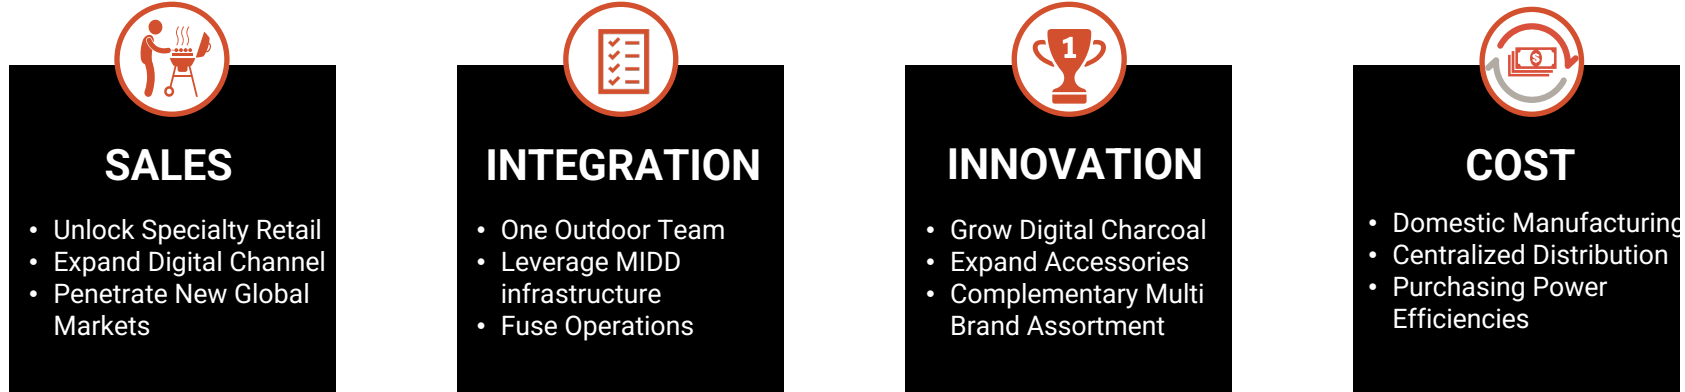 1
$
SALES
• Unlock Specialty Retail
• Expand Digital Channel
• Penetrate New Global
Markets
INTEGRATION
• One Outdoor Team
• Leverage MIDD
infrastructure
• Fuse Operations
INNOVATION
• Grow Digital Charcoal
• Expand Accessories
• Complementary Multi
Brand Assortment
COST
• Domestic Manufacturing
• Centralized Distribution
• Purchasing Power
Efficiencies